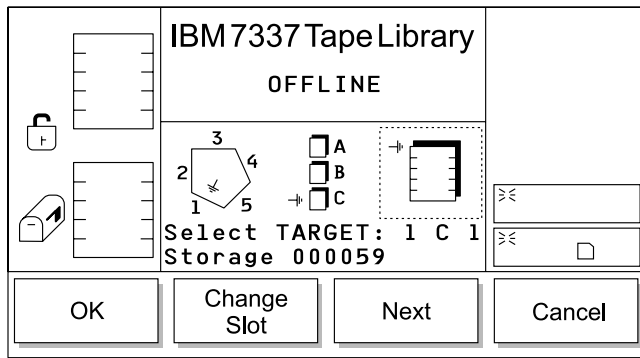 IBM 7337 Tape Library
OFFLINE
3
A
2
4
B
C
1
5
Select TARGET: 1 C 1
Storage 000059
OK
Change
Slot
Next
Cancel